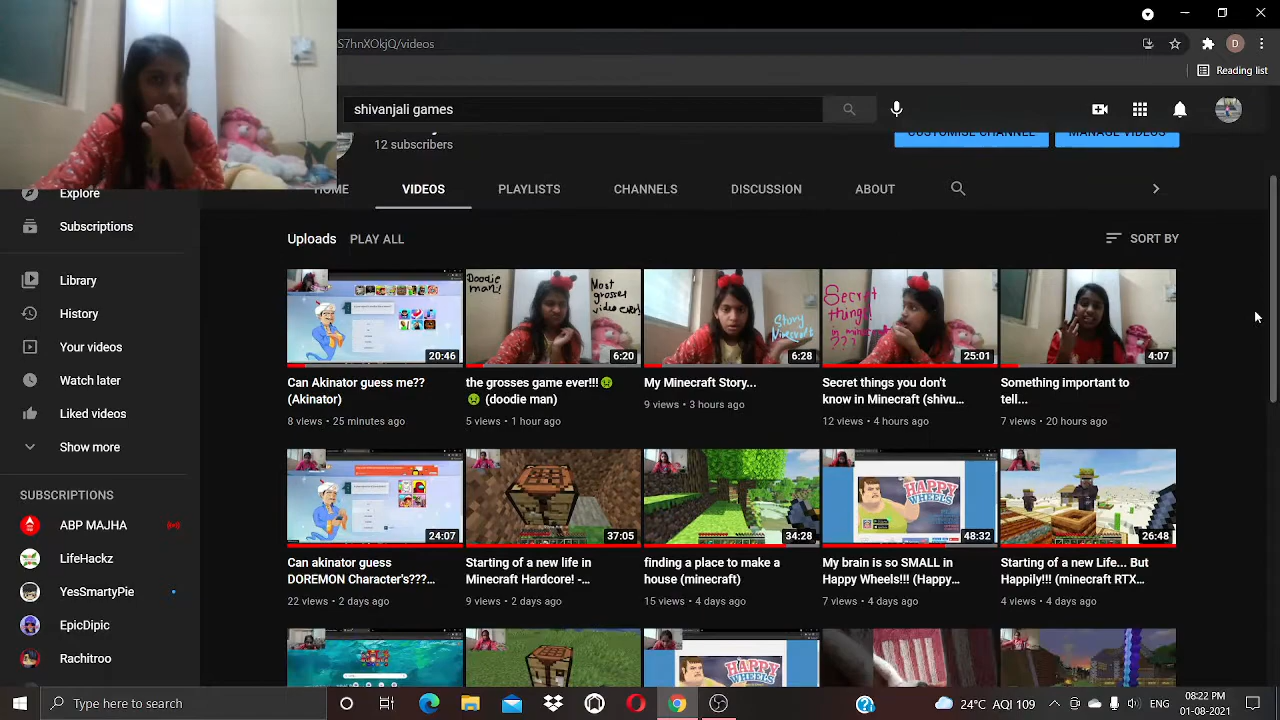 S7hnXOkjQ/videos
Reading list
shivanjali games
12 subscribers
CUSTOMISE CHANNEL
MANAGE VIDEOS
HOME
VIDEOS
PLAYLISTS
CHANNELS
DISCUSSION
ABOUT
Explore
Subscriptions
Library
History
Your videos
Watch later
Liked videos
Show more
SUBSCRIPTIONS
ABP MAJHA
LifeHackz
YesSmartyPie
EpicDipic
Rachitroo
Uploads
PLAY ALL
SORT BY
20:46
Doodie
man!
Most
grosses
video ever!
6:20
Story
Minecraft
6:28
Secret
things!
in minecraft
???
25:01
4:07
Can Akinator guess me??
(Akinator)
8 views • 25 minutes ago
the grosses game ever!!!🤢
🤢 (doodie man)
5 views • 1 hour ago
My Minecraft Story...
9 views • 3 hours ago
Secret things you don't
know in Minecraft (shivu...
12 views • 4 hours ago
Something important to
tell...
7 views • 20 hours ago
24:07
37:05
34:28
HAPPY
WHEELS
48:32
26:48
Can akinator guess
DOREMON Character's???...
22 views • 2 days ago
Starting of a new life in
Minecraft Hardcore! -...
9 views • 2 days ago
finding a place to make a
house (minecraft)
15 views • 4 days ago
My brain is so SMALL in
Happy Wheels!!! (Happy...
7 views • 4 days ago
Starting of a new Life... But
Happily!!! (minecraft RTX...
4 views • 4 days ago
HAPPY
Type here to search
24°C AQI 109
08:22 PM
01-08-2021
D